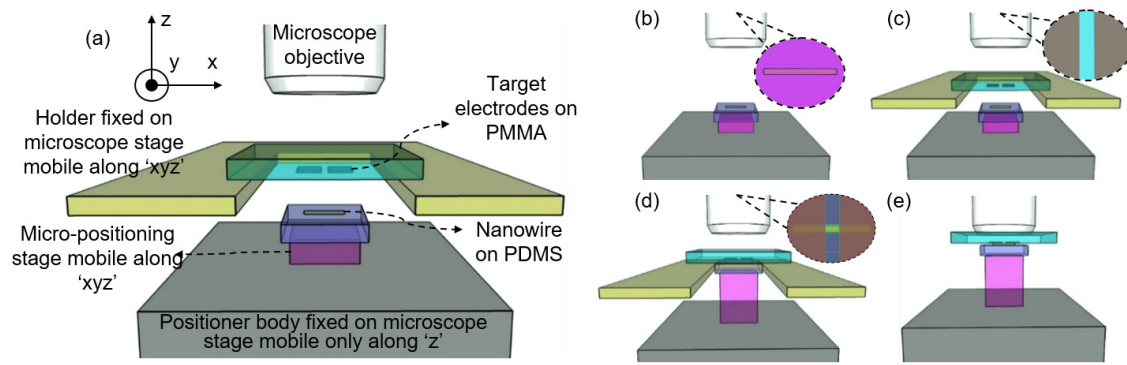 (a)
z
y
x
Microscope
objective
Target
electrodes on
PMMA
Holder fixed on
microscope stage
mobile along ‘xyz’
Micro-positioning
stage mobile along
‘xyz’
Nanowire
on PDMS
Positioner body fixed on microscope
stage mobile only along ‘z’
(b)
(c)
(d)
(e)